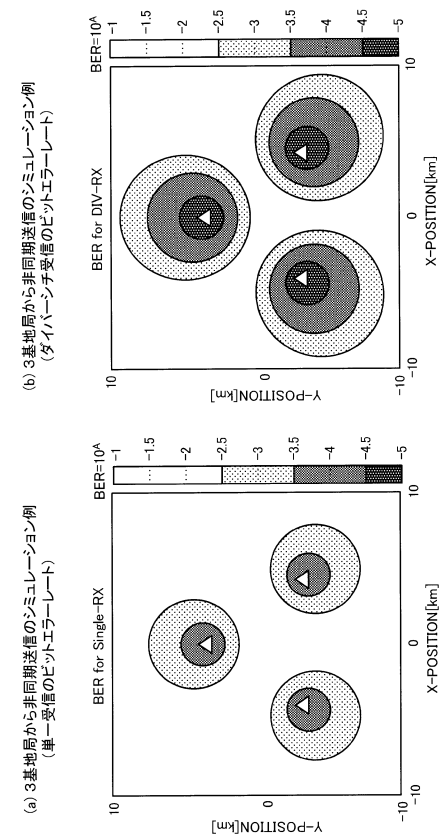 (a) 3基地局から非同期送信のシミュレーション例
(単一受信のビットエラーレート)
BER for Single-RX
BER=10^A
-1
-1.5
-2
-2.5
-3
-3.5
-4
-4.5
-5
10
0
-10
Y-POSITION[km]
-10
0
10
X-POSITION[km]
(b) 3基地局から非同期送信のシミュレーション例
(ダイバーシチ受信のビットエラーレート)
BER for DIV-RX
BER=10^A
-1
-1.5
-2
-2.5
-3
-3.5
-4
-4.5
-5
10
0
-10
Y-POSITION[km]
-10
0
10
X-POSITION[km]